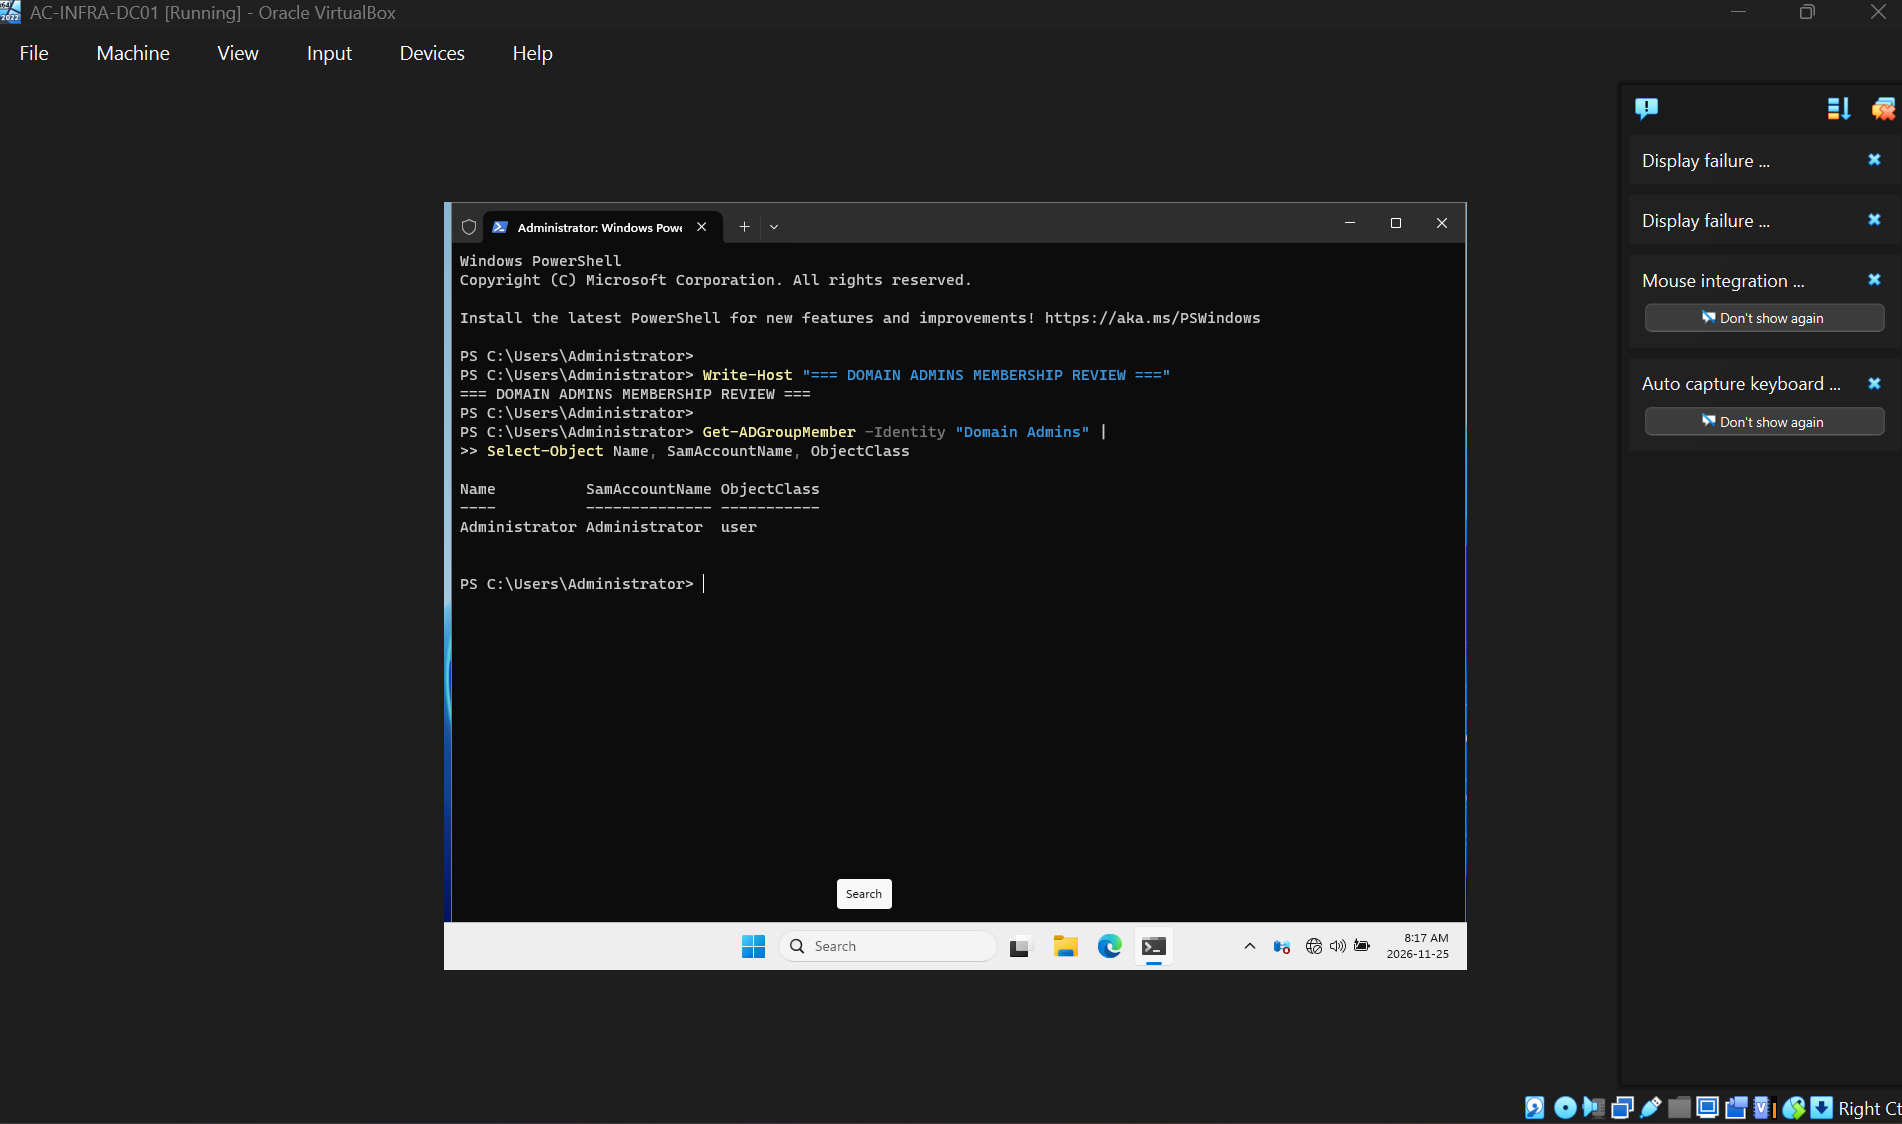 AC-INFRA-DC01 [Running] - Oracle VirtualBox
File Machine View Input Devices Help
Display failure ...
Display failure ...
Mouse integration ...
Don't show again
Auto capture keyboard ...
Don't show again
Administrator: Windows Powe
Windows PowerShell
Copyright (C) Microsoft Corporation. All rights reserved.
Install the latest PowerShell for new features and improvements! https://aka.ms/PSWindows
PS C:\Users\Administrator>
PS C:\Users\Administrator> Write-Host "=== DOMAIN ADMINS MEMBERSHIP REVIEW ==="
=== DOMAIN ADMINS MEMBERSHIP REVIEW ===
PS C:\Users\Administrator>
PS C:\Users\Administrator> Get-ADGroupMember -Identity "Domain Admins" |
>> Select-Object Name, SamAccountName, ObjectClass
Name SamAccountName ObjectClass
---- -------------- -----------
Administrator Administrator user
PS C:\Users\Administrator>
Search
Search
8:17 AM
2026-11-25
Right Ct